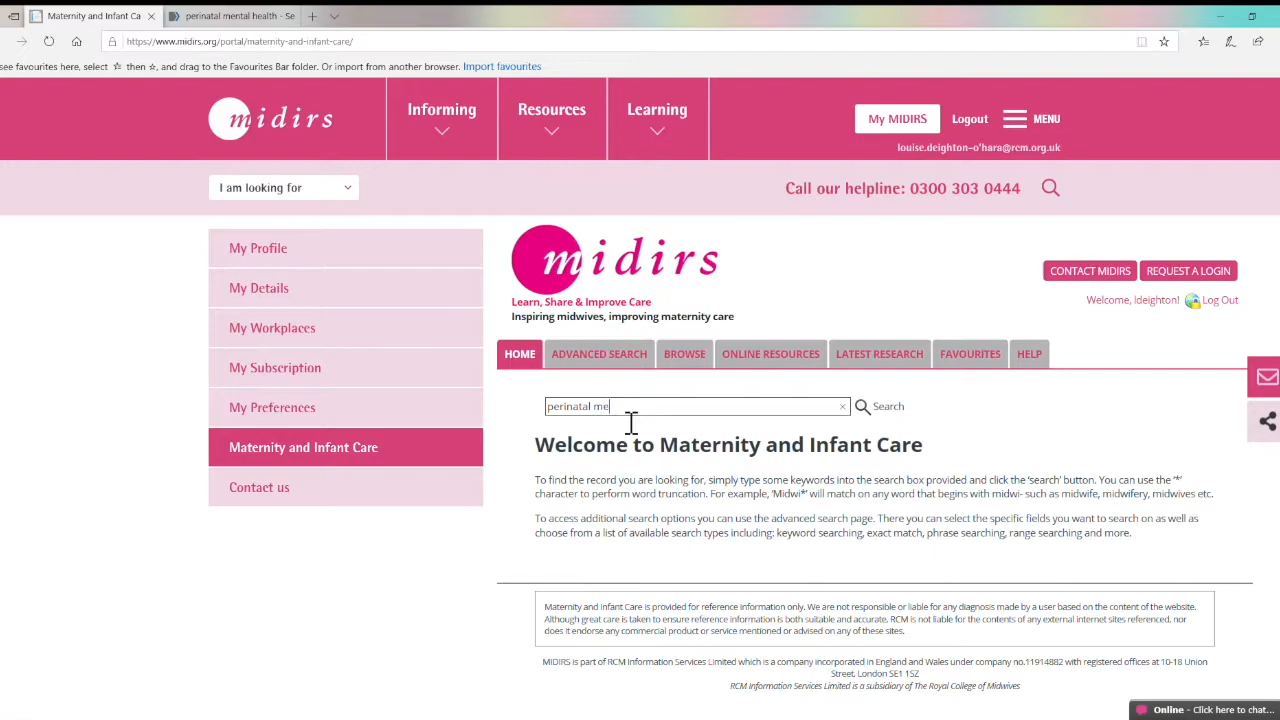 Maternity and Infant Ca
perinatal mental health - Se
https://www.midirs.org/portal/maternity-and-infant-care/
see favourites here, select ☆ then ☆, and drag to the Favourites Bar folder. Or import from another browser. Import favourites
midirs
Informing
Resources
Learning
My MIDIRS
Logout
MENU
louise.deighton-o'hara@rcm.org.uk
I am looking for
Call our helpline: 0300 303 0444
My Profile
My Details
My Workplaces
My Subscription
My Preferences
Maternity and Infant Care
Contact us
midirs
Learn, Share & Improve Care
Inspiring midwives, improving maternity care
CONTACT MIDIRS
REQUEST A LOGIN
Welcome, ldeighton! Log Out
HOME
ADVANCED SEARCH
BROWSE
ONLINE RESOURCES
LATEST RESEARCH
FAVOURITES
HELP
perinatal me
Search
Welcome to Maternity and Infant Care
To find the record you are looking for, simply type some keywords into the search box provided and click the 'search' button. You can use the '*'
character to perform word truncation. For example, 'Midwi*' will match on any word that begins with midwi- such as midwife, midwifery, midwives etc.
To access additional search options you can use the advanced search page. There you can select the specific fields you want to search on as well as
choose from a list of available search types including: keyword searching, exact match, phrase searching, range searching and more.
Maternity and Infant Care is provided for reference information only. We are not responsible or liable for any diagnosis made by a user based on the content of the website.
Although great care is taken to ensure reference information is both suitable and accurate. RCM is not liable for the contents of any external internet sites referenced, nor
does it endorse any commercial product or service mentioned or advised on any of these sites.
MIDIRS is part of RCM Information Services Limited which is a company incorporated in England and Wales under company no.11914882 with registered offices at 10-18 Union
Street, London SE1 1SZ
RCM Information Services Limited is a subsidiary of The Royal College of Midwives
Online - Click here to chat...